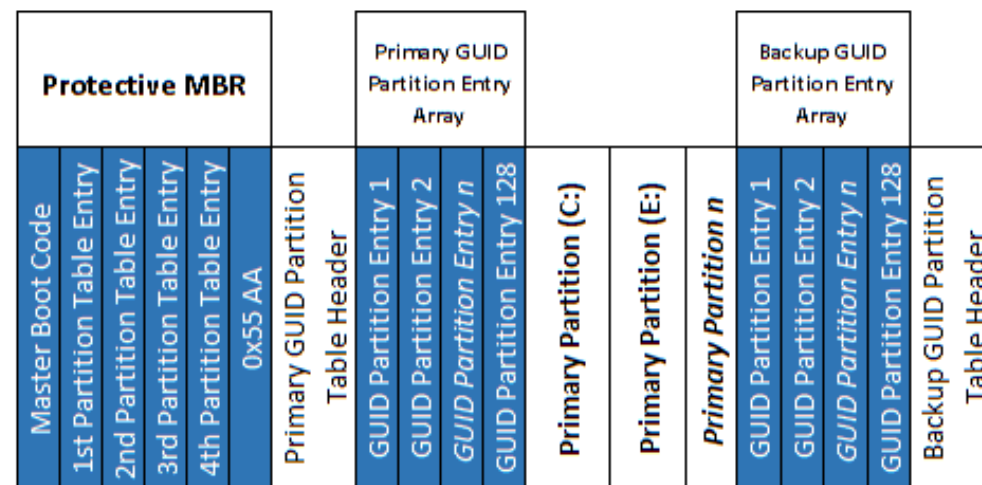 Protective MBR
Primary GUID
Partition Entry
Array
Backup GUID
Partition Entry
Array
Master Boot Code
1st Partition Table Entry
2nd Partition Table Entry
3rd Partition Table Entry
4th Partition Table Entry
0x55 AA
Primary GUID Partition
Table Header
GUID Partition Entry 1
GUID Partition Entry 2
GUID Partition Entry n
GUID Partition Entry 128
Primary Partition (C:)
Primary Partition (E:)
Primary Partition n
GUID Partition Entry 1
GUID Partition Entry 2
GUID Partition Entry n
GUID Partition Entry 128
Backup GUID Partition
Table Header